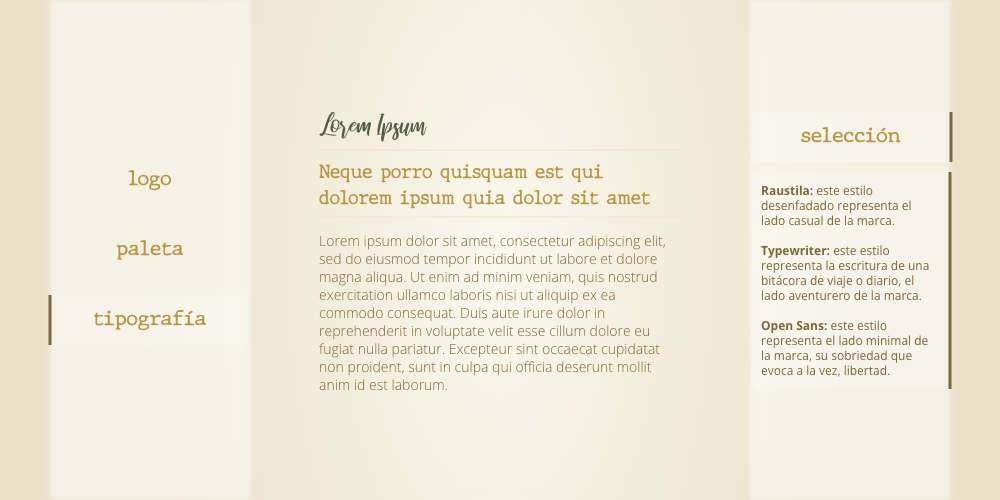 logo
paleta
tipografía
Lorem Ipsum
Neque porro quisquam est qui
dolorem ipsum quia dolor sit amet
Lorem ipsum dolor sit amet, consectetur adipiscing elit,
sed do eiusmod tempor incididunt ut labore et dolore
magna aliqua. Ut enim ad minim veniam, quis nostrud
exercitation ullamco laboris nisi ut aliquip ex ea
commodo consequat. Duis aute irure dolor in
reprehenderit in voluptate velit esse cillum dolore eu
fugiat nulla pariatur. Excepteur sint occaecat cupidatat
non proident, sunt in culpa qui officia deserunt mollit
anim id est laborum.
selección
Raustila: este estilo
desenfadado representa el
lado casual de la marca.
Typewriter: este estilo
representa la escritura de una
bitácora de viaje o diario, el
lado aventurero de la marca.
Open Sans: este estilo
representa el lado minimal de
la marca, su sobriedad que
evoca a la vez, libertad.